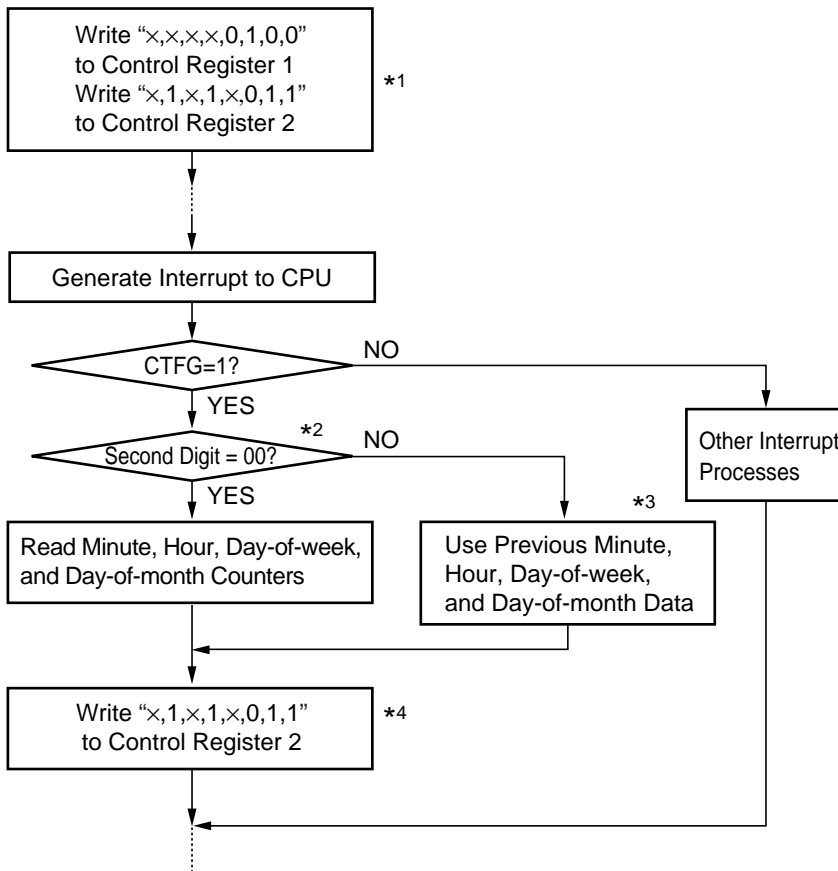 Write “×,×,×,×,0,1,0,0”
to Control Register 1
Write “×,1,×,1,×,0,1,1”
to Control Register 2
*1
Generate Interrupt to CPU
CTFG=1?
NO
YES
*2
Second Digit = 00?
NO
YES
Other Interrupt
Processes
*3
Read Minute, Hour, Day-of-week,
and Day-of-month Counters
Use Previous Minute,
Hour, Day-of-week,
and Day-of-month Data
Write “×,1,×,1,×,0,1,1”
to Control Register 2
*4